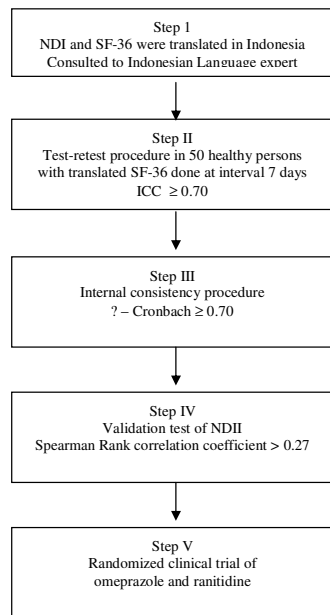 Step 1
NDI and SF-36 were translated in Indonesia
Consulted to Indonesian Language expert
Step II
Test-retest procedure in 50 healthy persons
with translated SF-36 done at interval 7 days
ICC ≥ 0.70
Step III
Internal consistency procedure
? – Cronbach ≥ 0.70
Step IV
Validation test of NDII
Spearman Rank correlation coefficient > 0.27
Step V
Randomized clinical trial of
omeprazole and ranitidine